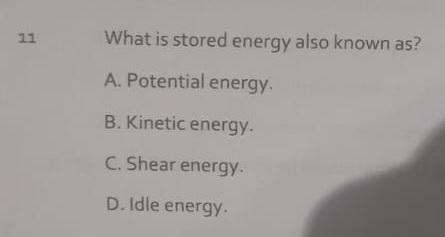 11 What is stored energy also known as?
A. Potential energy.
B. Kinetic energy.
C. Shear energy.
D. Idle energy.